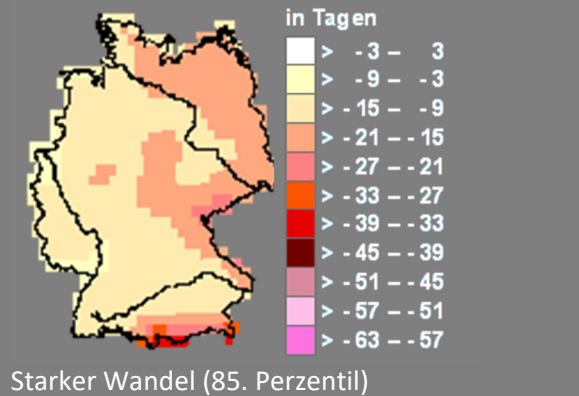 in Tagen
> -3 – 3
> -9 – -3
> -15 – -9
> -21 – -15
> -27 – -21
> -33 – -27
> -39 – -33
> -45 – -39
> -51 – -45
> -57 – -51
> -63 – -57
Starker Wandel (85. Perzentil)